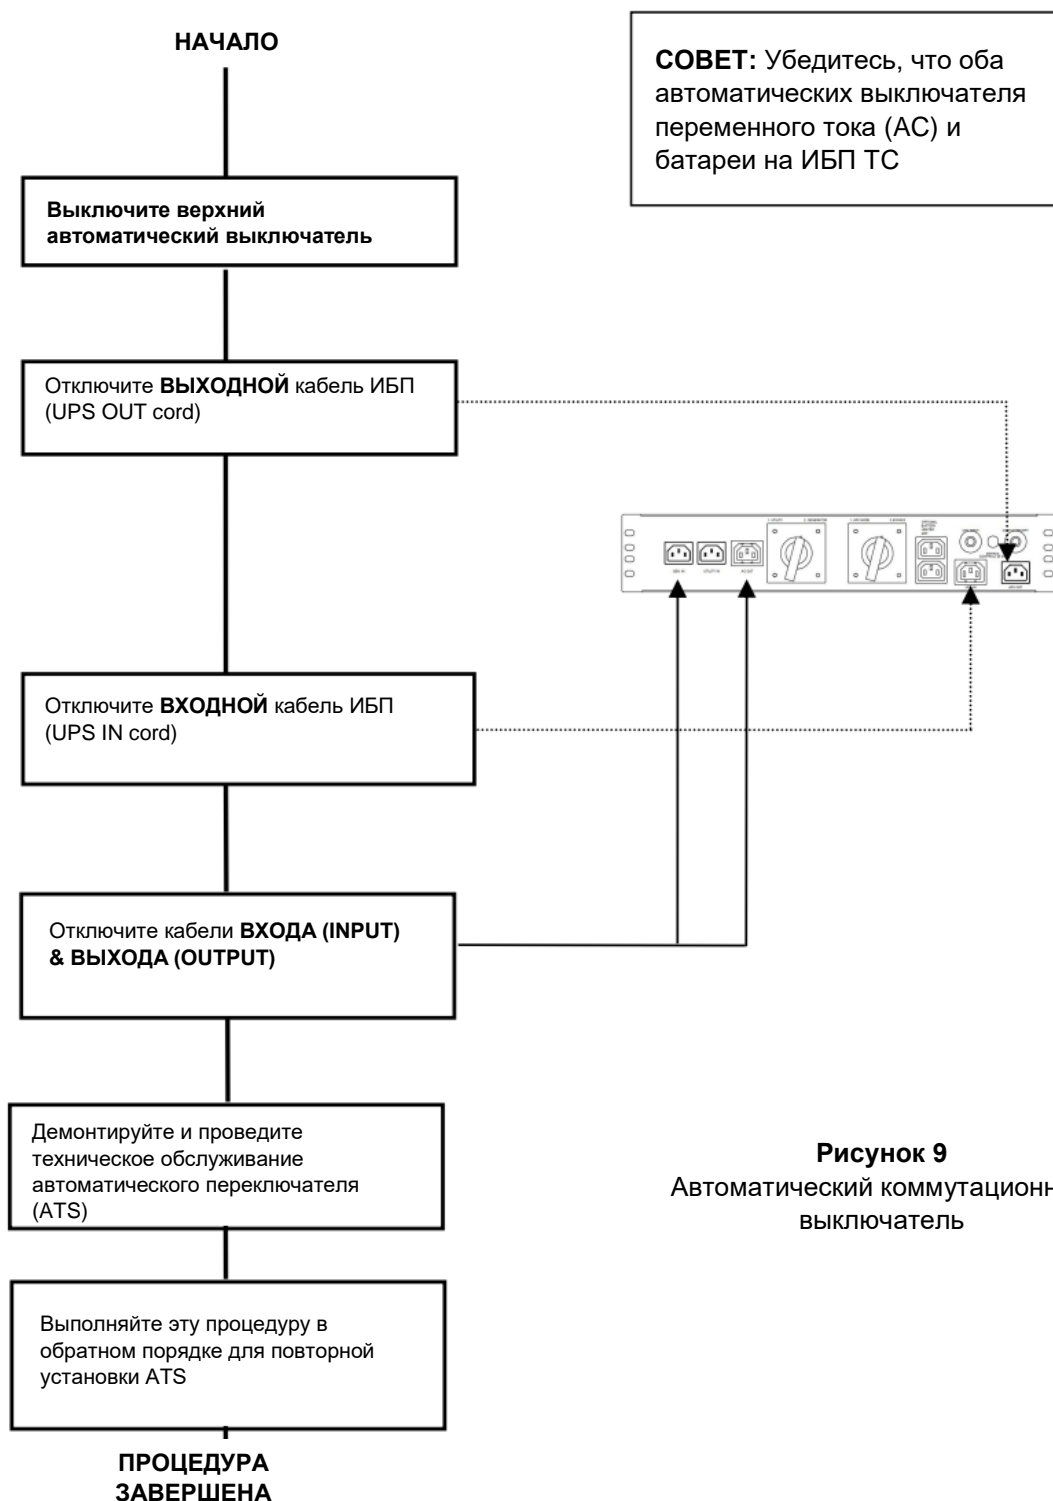 НАЧАЛО
СОВЕТ: Убедитесь, что оба
автоматических выключателя
переменного тока (AC) и
батареи на ИБП ТС
Выключите верхний
автоматический выключатель
Отключите ВЫХОДНОЙ кабель ИБП
(UPS OUT cord)
Отключите ВХОДНОЙ кабель ИБП
(UPS IN cord)
Отключите кабели ВХОДА (INPUT)
& ВЫХОДА (OUTPUT)
Демонтируйте и проведите
техническое обслуживание
автоматического переключателя
(ATS)
Рисунок 9
Автоматический коммутационн
выключатель
Выполняйте эту процедуру в
обратном порядке для повторной
установки ATS
ПРОЦЕДУРА
ЗАВЕРШЕНА